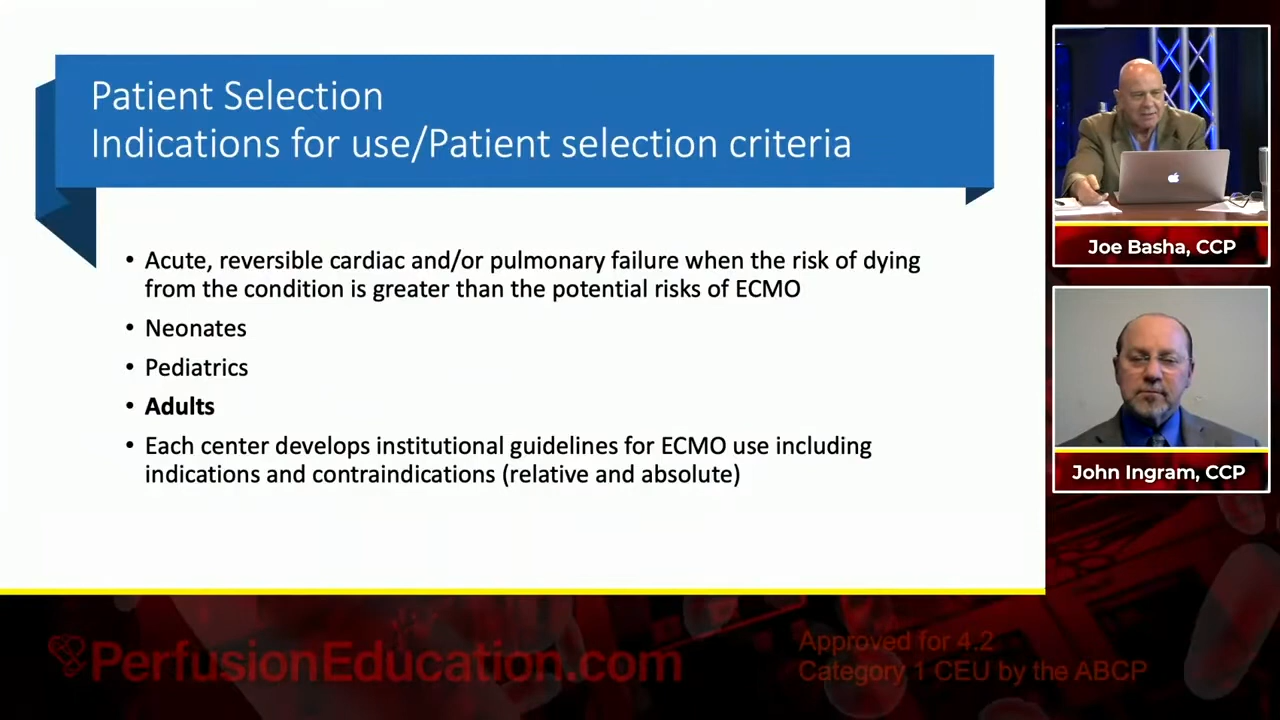 Patient Selection
Indications for use/Patient selection criteria
• Acute, reversible cardiac and/or pulmonary failure when the risk of dying
from the condition is greater than the potential risks of ECMO
• Neonates
• Pediatrics
• Adults
• Each center develops institutional guidelines for ECMO use including
indications and contraindications (relative and absolute)
Joe Basha, CCP
John Ingram, CCP
PerfusionEducation.com
Approved for 4.2
Category 1 CEU by the ABCP